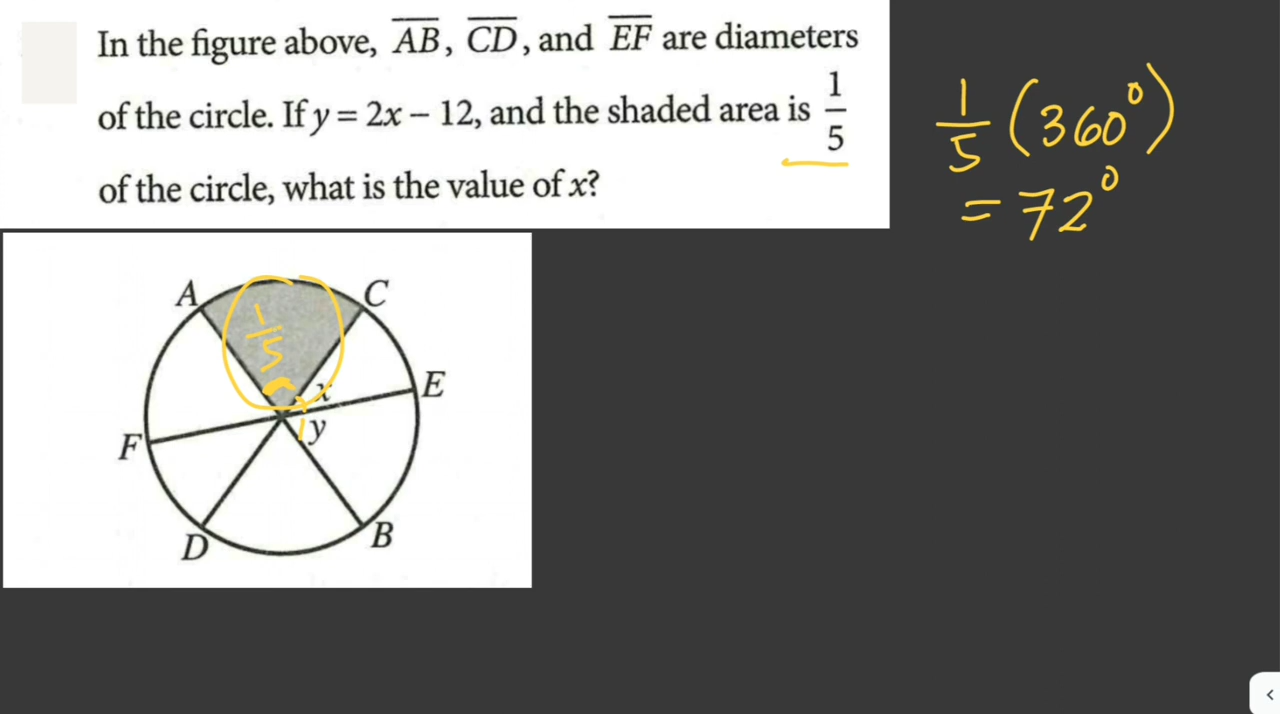 In the figure above, AB, CD, and EF are diameters
of the circle. If y = 2x – 12, and the shaded area is 1/5
of the circle, what is the value of x?
1/5 (360°)
= 72°
A
C
1/5
x
E
y
F
D
B
<